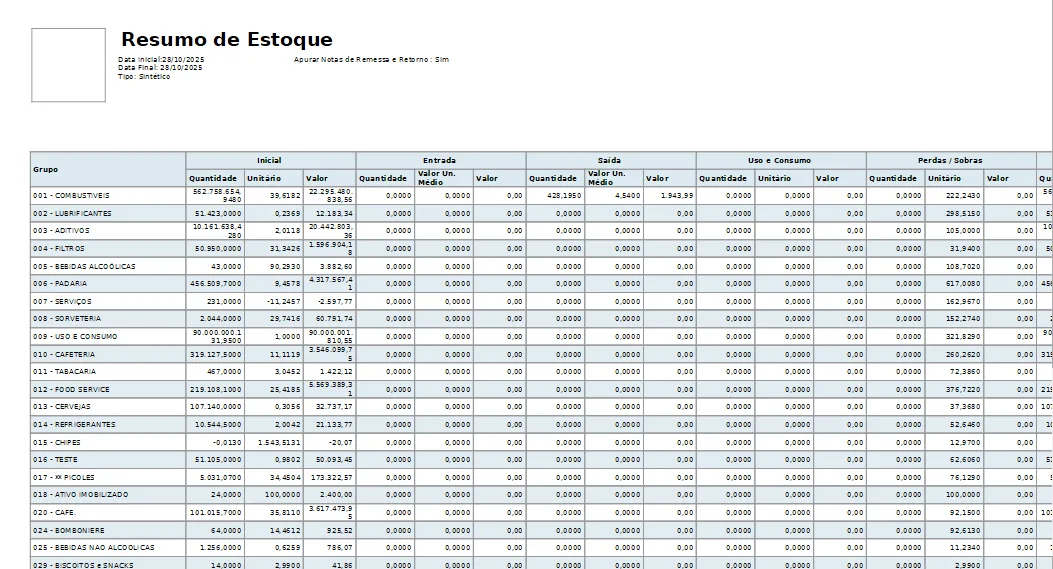 Resumo de Estoque
Data Inicial:28/10/2025 Apurar Notas de Remessa e Retorno : Sim
Data Final: 28/10/2025
Tipo: Sintético
Grupo Inicial Entrada Saída Uso e Consumo Perdas / Sobras
Quantidade Unitário Valor Quantidade Valor Un. Médio Valor Quantidade Valor Un. Médio Valor Quantidade Unitário Valor Quantidade Unitário Valor Qu
001 - COMBUSTIVEIS 562.758.654,9480 39,6182 22.295.480.838,56 0,0000 0,0000 0,00 428,1950 4,5400 1.943,99 0,0000 0,0000 0,00 0,0000 222,2430 0,00
002 - LUBRIFICANTES 51.423,0000 0,2369 12.183,34 0,0000 0,0000 0,00 0,0000 0,0000 0,00 0,0000 0,0000 0,00 0,0000 298,5150 0,00
003 - ADITIVOS 10.161.638,4280 2,0118 20.442.803,36 0,0000 0,0000 0,00 0,0000 0,0000 0,00 0,0000 0,0000 0,00 0,0000 105,0000 0,00
004 - FILTROS 50.950,0000 31,3426 1.596.904,18 0,0000 0,0000 0,00 0,0000 0,0000 0,00 0,0000 0,0000 0,00 0,0000 31,9400 0,00
005 - BEBIDAS ALCOÓLICAS 43,0000 90,2930 3.882,60 0,0000 0,0000 0,00 0,0000 0,0000 0,00 0,0000 0,0000 0,00 0,0000 108,7020 0,00
006 - PADARIA 456.509,7000 9,4578 4.317.567,41 0,0000 0,0000 0,00 0,0000 0,0000 0,00 0,0000 0,0000 0,00 0,0000 617,0080 0,00
007 - SERVIÇOS 231,0000 -11,2457 -2.597,77 0,0000 0,0000 0,00 0,0000 0,0000 0,00 0,0000 0,0000 0,00 0,0000 162,9670 0,00
008 - SORVETERIA 2.044,0000 29,7416 60.791,74 0,0000 0,0000 0,00 0,0000 0,0000 0,00 0,0000 0,0000 0,00 0,0000 152,2740 0,00
009 - USO E CONSUMO 90.000.000.131,9500 1,0000 90.000.001.810,55 0,0000 0,0000 0,00 0,0000 0,0000 0,00 0,0000 0,0000 0,00 0,0000 321,8290 0,00
010 - CAFETERIA 319.127,5000 11,1119 3.546.099,75 0,0000 0,0000 0,00 0,0000 0,0000 0,00 0,0000 0,0000 0,00 0,0000 260,2620 0,00
011 - TABACARIA 467,0000 3,0452 1.422,12 0,0000 0,0000 0,00 0,0000 0,0000 0,00 0,0000 0,0000 0,00 0,0000 72,3860 0,00
012 - FOOD SERVICE 219.108,1000 25,4185 5.569.389,31 0,0000 0,0000 0,00 0,0000 0,0000 0,00 0,0000 0,0000 0,00 0,0000 376,7220 0,00
013 - CERVEJAS 107.140,0000 0,3056 32.737,17 0,0000 0,0000 0,00 0,0000 0,0000 0,00 0,0000 0,0000 0,00 0,0000 37,3680 0,00
014 - REFRIGERANTES 10.544,5000 2,0042 21.133,77 0,0000 0,0000 0,00 0,0000 0,0000 0,00 0,0000 0,0000 0,00 0,0000 52,6460 0,00
015 - CHIPES -0,0130 1.543,5131 -20,07 0,0000 0,0000 0,00 0,0000 0,0000 0,00 0,0000 0,0000 0,00 0,0000 12,9700 0,00
016 - TESTE 51.105,0000 0,9802 50.093,45 0,0000 0,0000 0,00 0,0000 0,0000 0,00 0,0000 0,0000 0,00 0,0000 62,6060 0,00
017 - PICOLES 5.031,0700 34,4504 173.322,57 0,0000 0,0000 0,00 0,0000 0,0000 0,00 0,0000 0,0000 0,00 0,0000 76,1290 0,00
018 - ATIVO IMOBILIZADO 24,0000 100,0000 2.400,00 0,0000 0,0000 0,00 0,0000 0,0000 0,00 0,0000 0,0000 0,00 0,0000 100,0000 0,00
020 - CAFE. 101.015,7000 35,8110 3.617.473,95 0,0000 0,0000 0,00 0,0000 0,0000 0,00 0,0000 0,0000 0,00 0,0000 92,1500 0,00
024 - BOMBONIERE 64,0000 14,4612 925,52 0,0000 0,0000 0,00 0,0000 0,0000 0,00 0,0000 0,0000 0,00 0,0000 92,6130 0,00
025 - BEBIDAS NAO ALCOOLICAS 1.256,0000 0,6259 786,07 0,0000 0,0000 0,00 0,0000 0,0000 0,00 0,0000 0,0000 0,00 0,0000 11,2340 0,00
029 - BISCOITOS e SNACKS 14,0000 2,9900 41,86 0,0000 0,0000 0,00 0,0000 0,0000 0,00 0,0000 0,0000 0,00 0,0000 2,9900 0,00